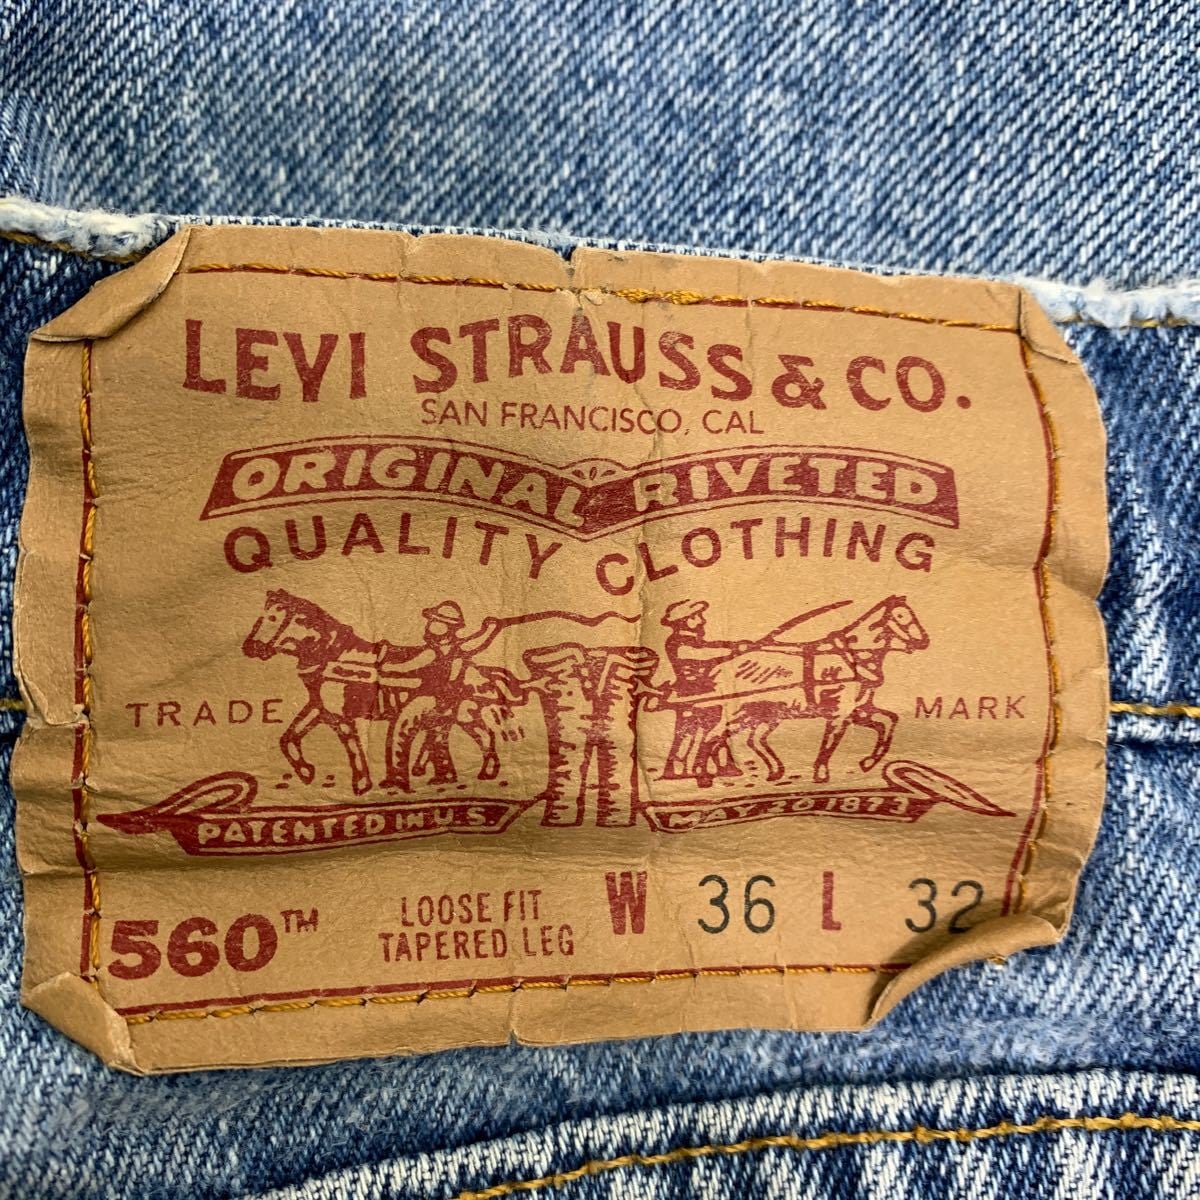 LEVI STRAUSS & CO.
SAN FRANCISCO, CAL
ORIGINAL RIVETED
QUALITY CLOTHING
TRADE MARK
PATENTED IN U.S. MAY 20 1873
560™ LOOSE FIT TAPERED LEG W 36 L 32